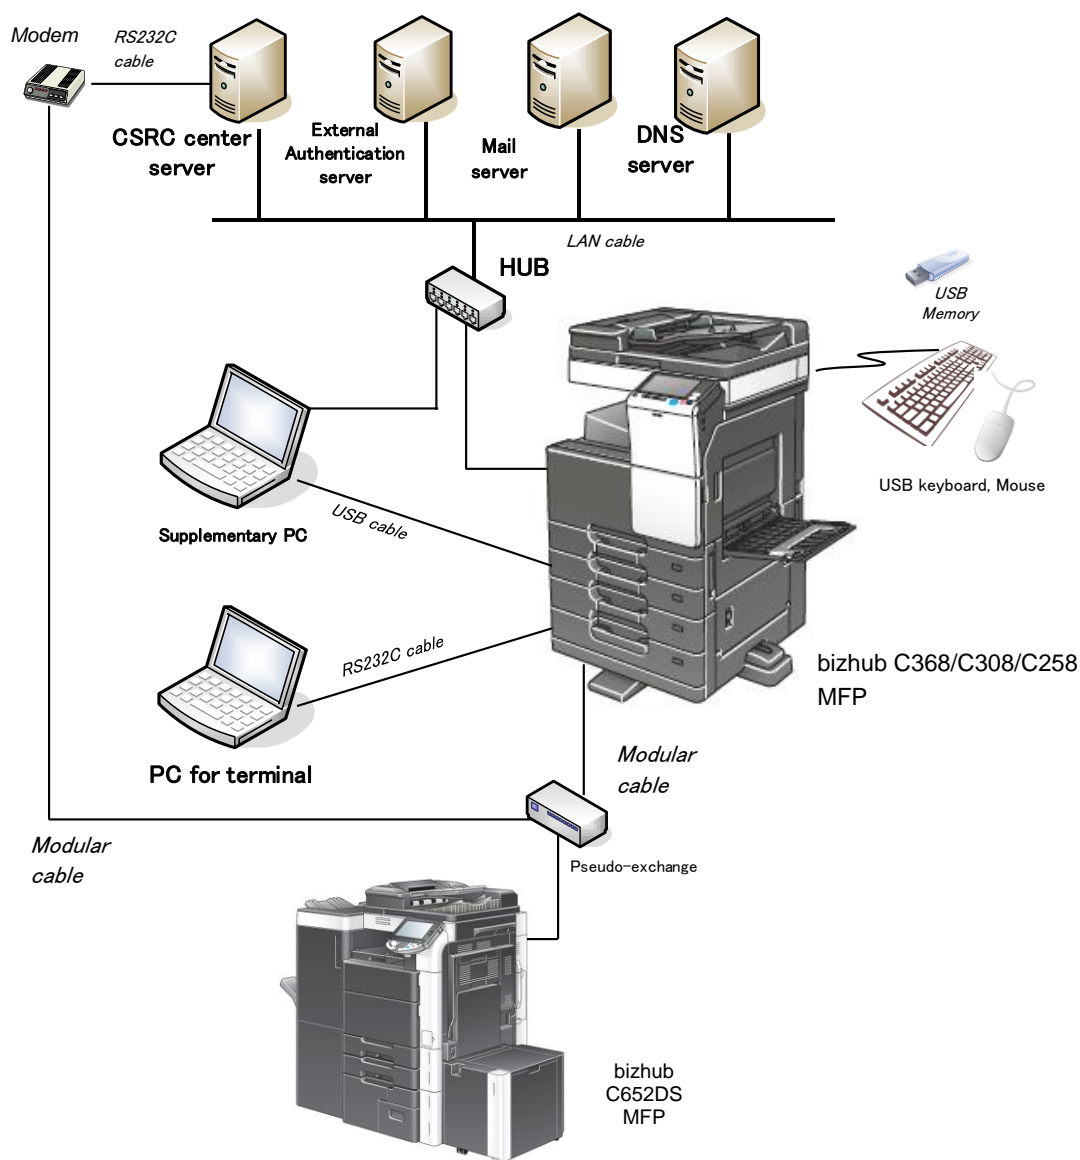 Modem
RS232C
cable
CSRC center
server
External
Authentication
server
Mail
server
DNS
server
LAN cable
HUB
USB
Memory
USB keyboard, Mouse
Supplementary PC
USB cable
RS232C cable
PC for terminal
bizhub C368/C308/C258
MFP
Modular
cable
Pseudo-exchange
Modular
cable
bizhub
C652DS
MFP